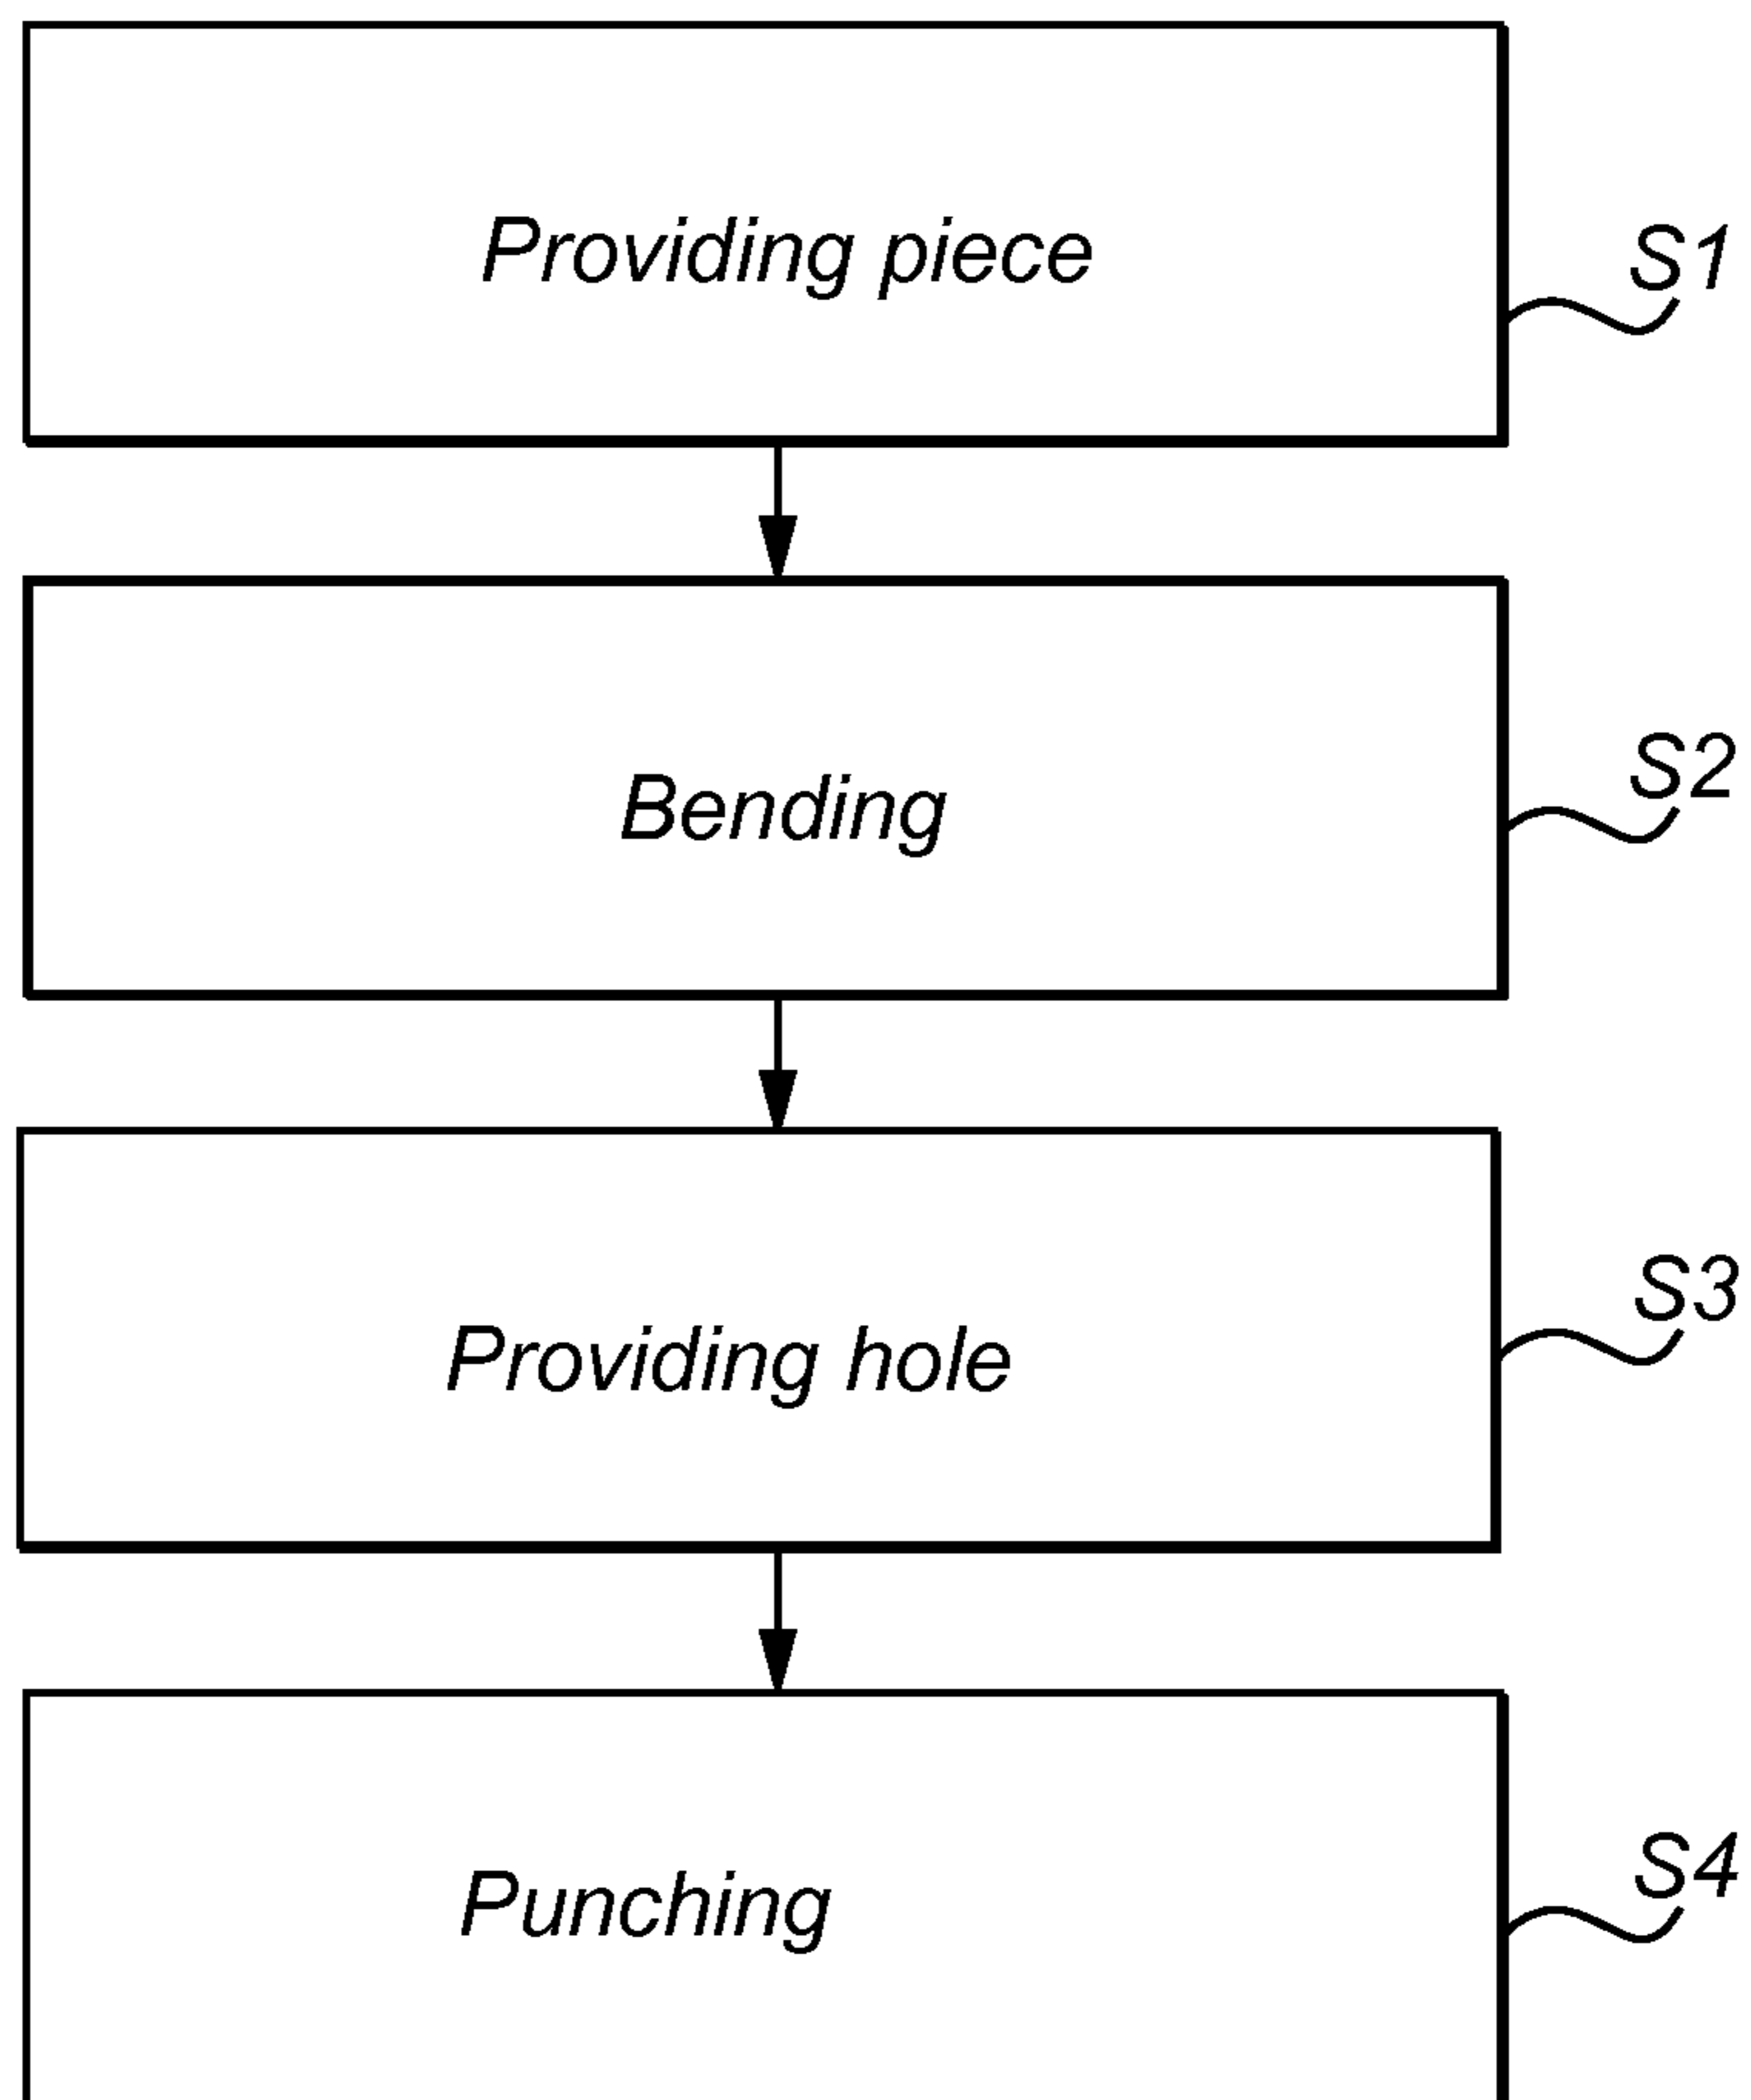 Providing piece
S1
Bending
S2
Providing hole
S3
Punching
S4